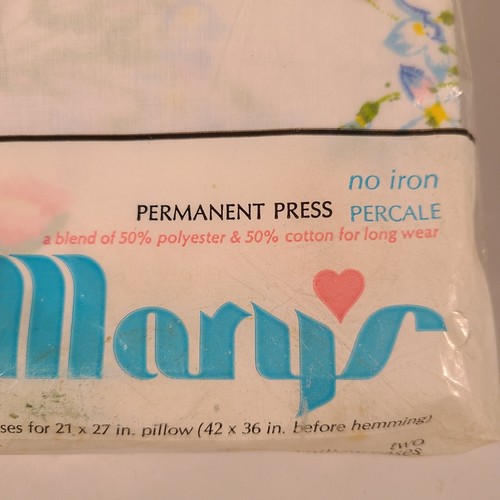 no iron
PERMANENT PRESS PERCALE
a blend of 50% polyester & 50% cotton for long wear
Mary's
ses for 21 x 27 in. pillow (42 x 36 in. before hemming)
two